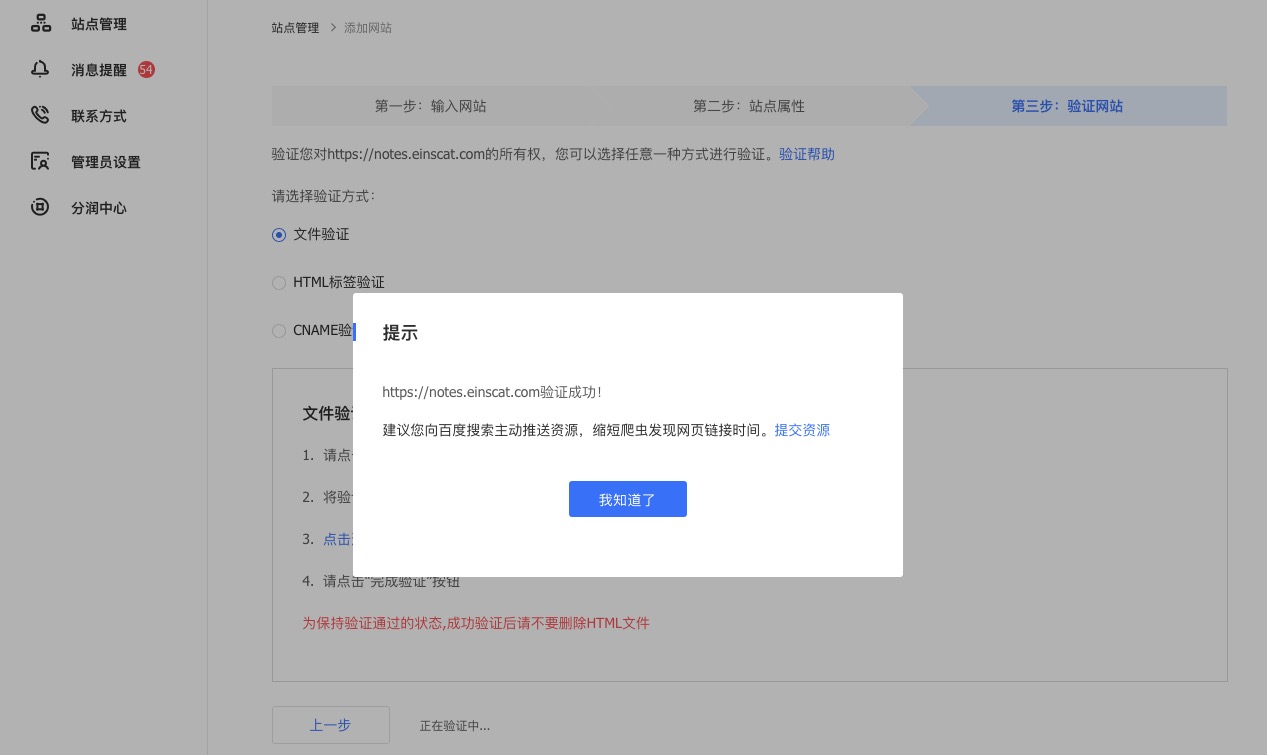 站点管理
消息提醒 54
联系方式
管理员设置
分润中心
站点管理 > 添加网站
第一步：输入网站
第二步：站点属性
第三步：验证网站
验证您对https://notes.einscat.com的所有权，您可以选择任意一种方式进行验证。验证帮助
请选择验证方式：
文件验证
HTML标签验证
CNAME验
提示
https://notes.einscat.com验证成功！
建议您向百度搜索主动推送资源，缩短爬虫发现网页链接时间。提交资源
我知道了
文件验
1. 请点
2. 将验
3. 点击
4. 请点击“完成验证”按钮
为保持验证通过的状态,成功验证后请不要删除HTML文件
上一步
正在验证中...